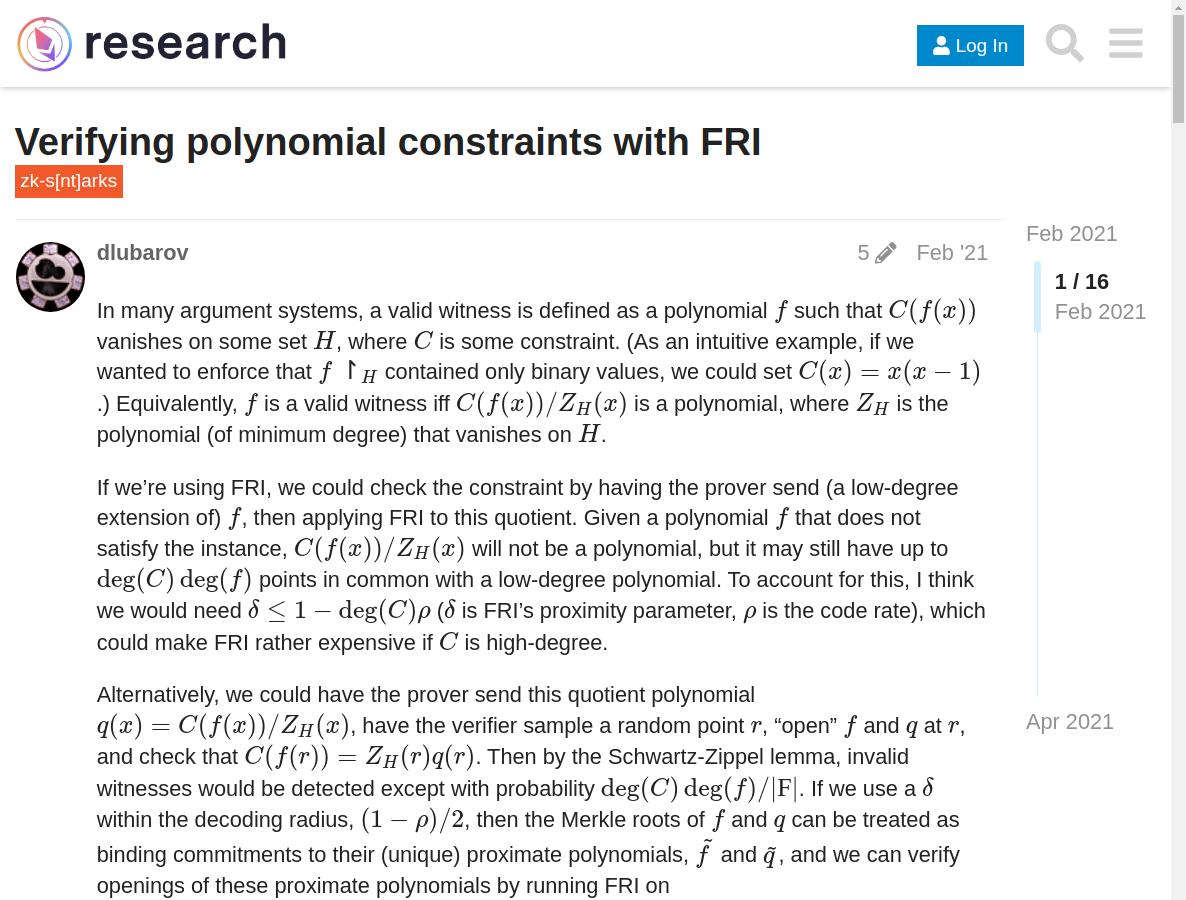 research
Log In
Verifying polynomial constraints with FRI
zk-s[nt]arks
dlubarov
5
Feb '21
In many argument systems, a valid witness is defined as a polynomial f such that C(f(x))
vanishes on some set H, where C is some constraint. (As an intuitive example, if we
wanted to enforce that f ↾H contained only binary values, we could set C(x) = x(x − 1)
.) Equivalently, f is a valid witness iff C(f(x))/Z_H(x) is a polynomial, where Z_H is the
polynomial (of minimum degree) that vanishes on H.
If we’re using FRI, we could check the constraint by having the prover send (a low-degree
extension of) f, then applying FRI to this quotient. Given a polynomial f that does not
satisfy the instance, C(f(x))/Z_H(x) will not be a polynomial, but it may still have up to
deg(C) deg(f) points in common with a low-degree polynomial. To account for this, I think
we would need δ ≤ 1 − deg(C)ρ (δ is FRI’s proximity parameter, ρ is the code rate), which
could make FRI rather expensive if C is high-degree.
Alternatively, we could have the prover send this quotient polynomial
q(x) = C(f(x))/Z_H(x), have the verifier sample a random point r, “open” f and q at r,
and check that C(f(r)) = Z_H(r)q(r). Then by the Schwartz-Zippel lemma, invalid
witnesses would be detected except with probability deg(C) deg(f)/|F|. If we use a δ
within the decoding radius, (1 − ρ)/2, then the Merkle roots of f and q can be treated as
binding commitments to their (unique) proximate polynomials, f̃ and q̃, and we can verify
openings of these proximate polynomials by running FRI on
Feb 2021
1 / 16
Feb 2021
Apr 2021